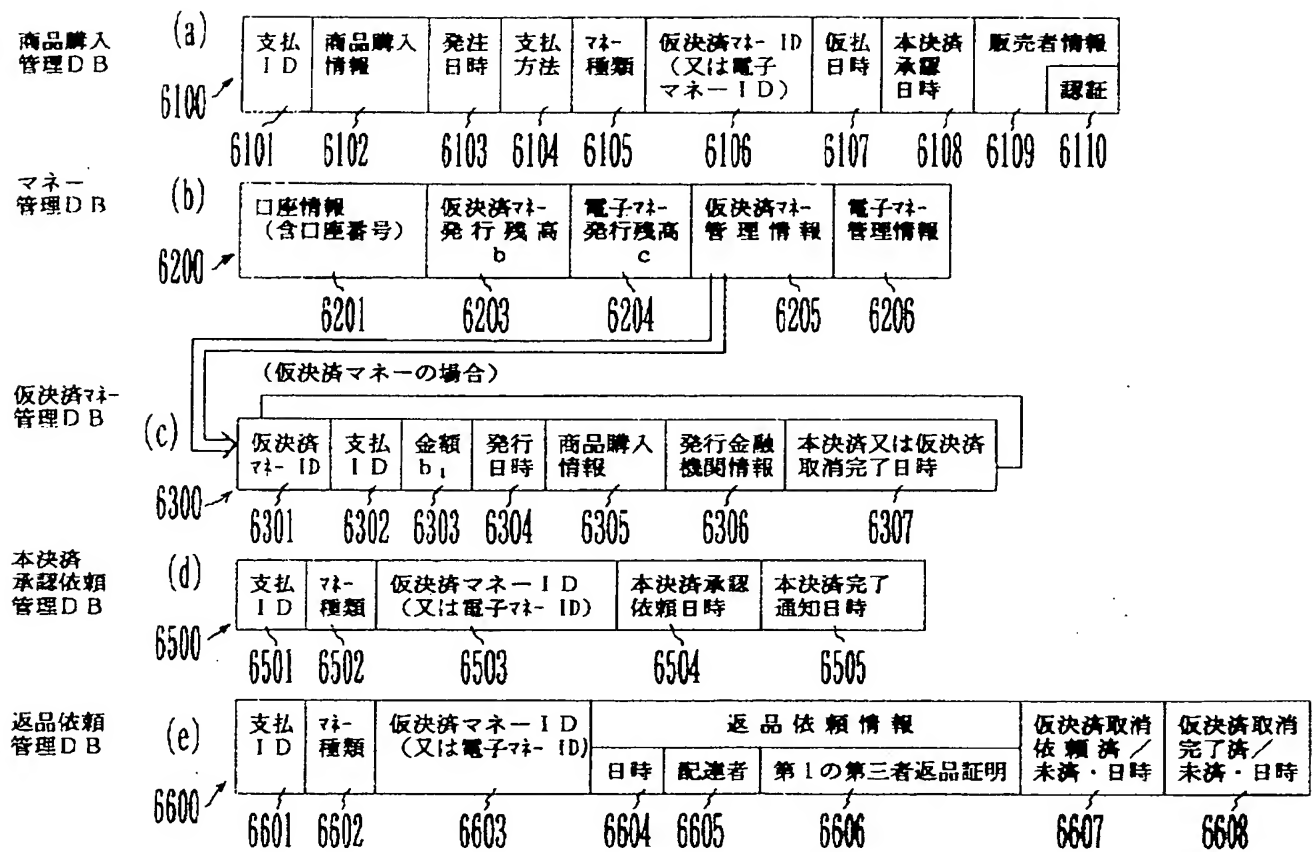 商品購入
管理DB
(a)
6100
支払
ID
商品購入
情報
発注
日時
支払
方法
マネー
種類
仮決済マネーID
(又は電子
マネーID)
仮払
日時
本決済
承認
日時
販売者情報
認証
6101 6102 6103 6104 6105 6106 6107 6108 6109 6110
マネー
管理DB
(b)
6200
口座情報
(含口座番号)
仮決済マネー
発行残高
b
電子マネー
発行残高
c
仮決済マネー
管理情報
電子マネー
管理情報
6201 6203 6204 6205 6206
(仮決済マネーの場合)
仮決済マネー
管理DB
(c)
6300
仮決済
マネーID
支払
ID
金額
b₁
発行
日時
商品購入
情報
発行金融
機関情報
本決済又は仮決済
取消完了日時
6301 6302 6303 6304 6305 6306 6307
本決済
承認依頼
管理DB
(d)
6500
支払
ID
マネー
種類
仮決済マネーID
(又は電子マネーID)
本決済承認
依頼日時
本決済完了
通知日時
6501 6502 6503 6504 6505
返品依頼
管理DB
(e)
6600
支払
ID
マネー
種類
仮決済マネーID
(又は電子マネーID)
返品依頼情報
日時
配達者
第1の第三者返品証明
仮決済取消
依頼済/
未済・日時
仮決済取消
完了済/
未済・日時
6601 6602 6603 6604 6605 6606 6607 6608